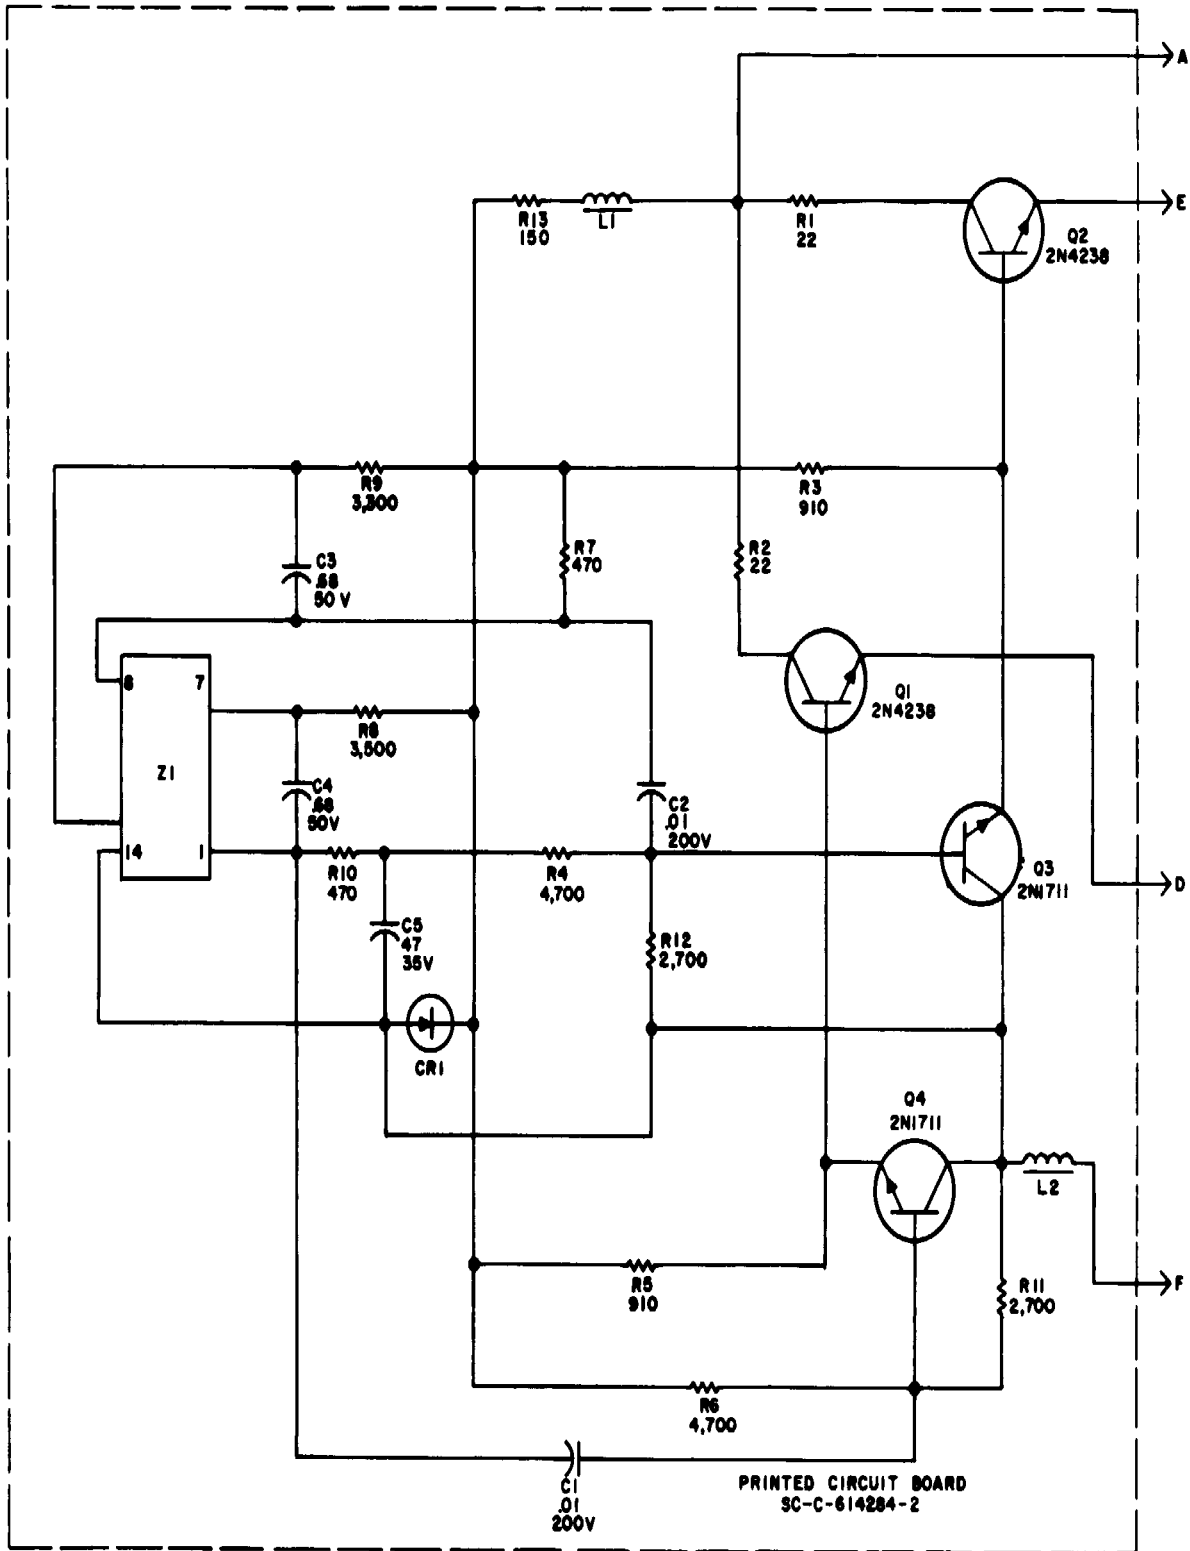 A
E
R13
150
L1
R1
22
Q2
2N4238
R9
3,300
R3
910
C3
.68
50 V
R7
470
R2
22
6
7
Q1
2N4238
R8
3,500
Z1
C4
.68
50V
C2
.01
200V
14
1
R10
470
R4
4,700
Q3
2N1711
D
C5
47
35V
R12
2,700
CR1
Q4
2N1711
L2
R5
910
R11
2,700
F
R6
4,700
C1
.01
200V
PRINTED CIRCUIT BOARD
SC-C-614284-2